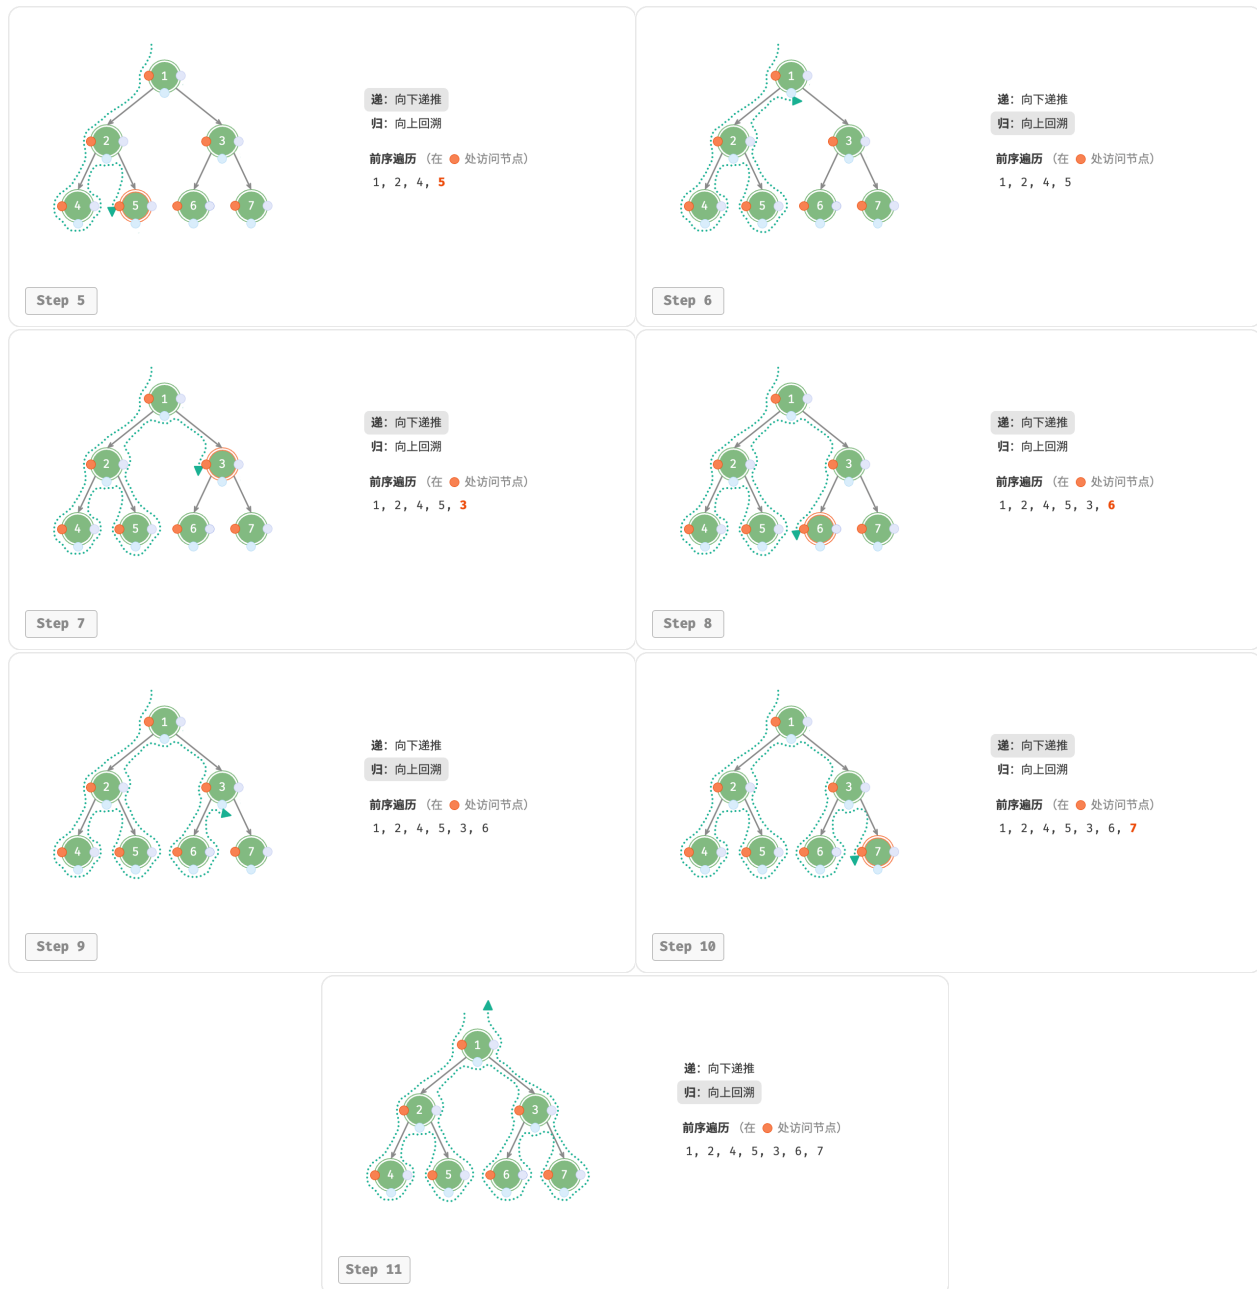 1
2 3
4 5 6 7
递：向下递推
归：向上回溯
前序遍历（在 处访问节点）
1, 2, 4, 5
Step 5
1
2 3
4 5 6 7
递：向下递推
归：向上回溯
前序遍历（在 处访问节点）
1, 2, 4, 5
Step 6
1
2 3
4 5 6 7
递：向下递推
归：向上回溯
前序遍历（在 处访问节点）
1, 2, 4, 5, 3
Step 7
1
2 3
4 5 6 7
递：向下递推
归：向上回溯
前序遍历（在 处访问节点）
1, 2, 4, 5, 3, 6
Step 8
1
2 3
4 5 6 7
递：向下递推
归：向上回溯
前序遍历（在 处访问节点）
1, 2, 4, 5, 3, 6
Step 9
1
2 3
4 5 6 7
递：向下递推
归：向上回溯
前序遍历（在 处访问节点）
1, 2, 4, 5, 3, 6, 7
Step 10
1
2 3
4 5 6 7
递：向下递推
归：向上回溯
前序遍历（在 处访问节点）
1, 2, 4, 5, 3, 6, 7
Step 11